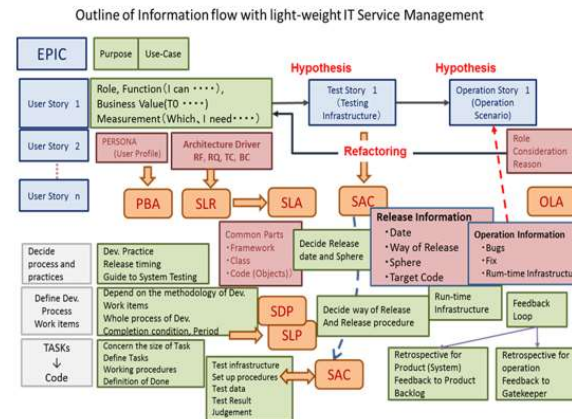 Outline of Information flow with light-weight IT Service Management
EPIC
Purpose
Use-Case
Hypothesis
Hypothesis
User Story 1
Role, Function(I can ････),
Business Value(T0 ････)
Measurement(Which, I need････)
Test Story 1
(Testing
Infrastructure)
Operation Story 1
(Operation
Scenario)
User Story 2
User Story n
PERSONA
(User Profile)
Architecture Driver
RF, RQ, TC, BC
Refactoring
Role
Consideration
Reason
PBA
SLR
SLA
SAC
OLA
Decide
process and
practices
Dev. Practice
Release timing
Guide to System Testing
Common Parts
・Framework
・Class
・Code (Objects))
Decide Release
date and Sphere
Release Information
・Date
・Way of Release
・Sphere
・Target Code
Operation Information
・Bugs
・Fix
・Rum-time Infrastructu
Define Dev.
Process
Work items
Depend on the methodology of Dev.
Work items
Whole process of Dev.
Completion condition, Period
SDP
SLP
Decide way of Release
And Release procedure
Run-time
Infrastructure
Feedback
Loop
TASKs
↓
Code
Concern the size of Task
Define Tasks
Working procedures
Definition of Done
Test infrastructure
Set up procedures
Test data
Test Result
Judgement
SAC
Retrospective for
Product (System)
Feedback to Product
Backlog
Retrospective for
operation
Feedback to
Gatekeeper